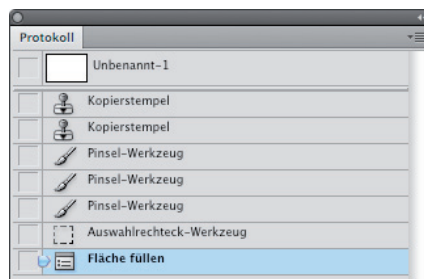 Protokoll
Unbenannt-1
Kopierstempel
Kopierstempel
Pinsel-Werkzeug
Pinsel-Werkzeug
Pinsel-Werkzeug
Auswahlrechteck-Werkzeug
Fläche füllen